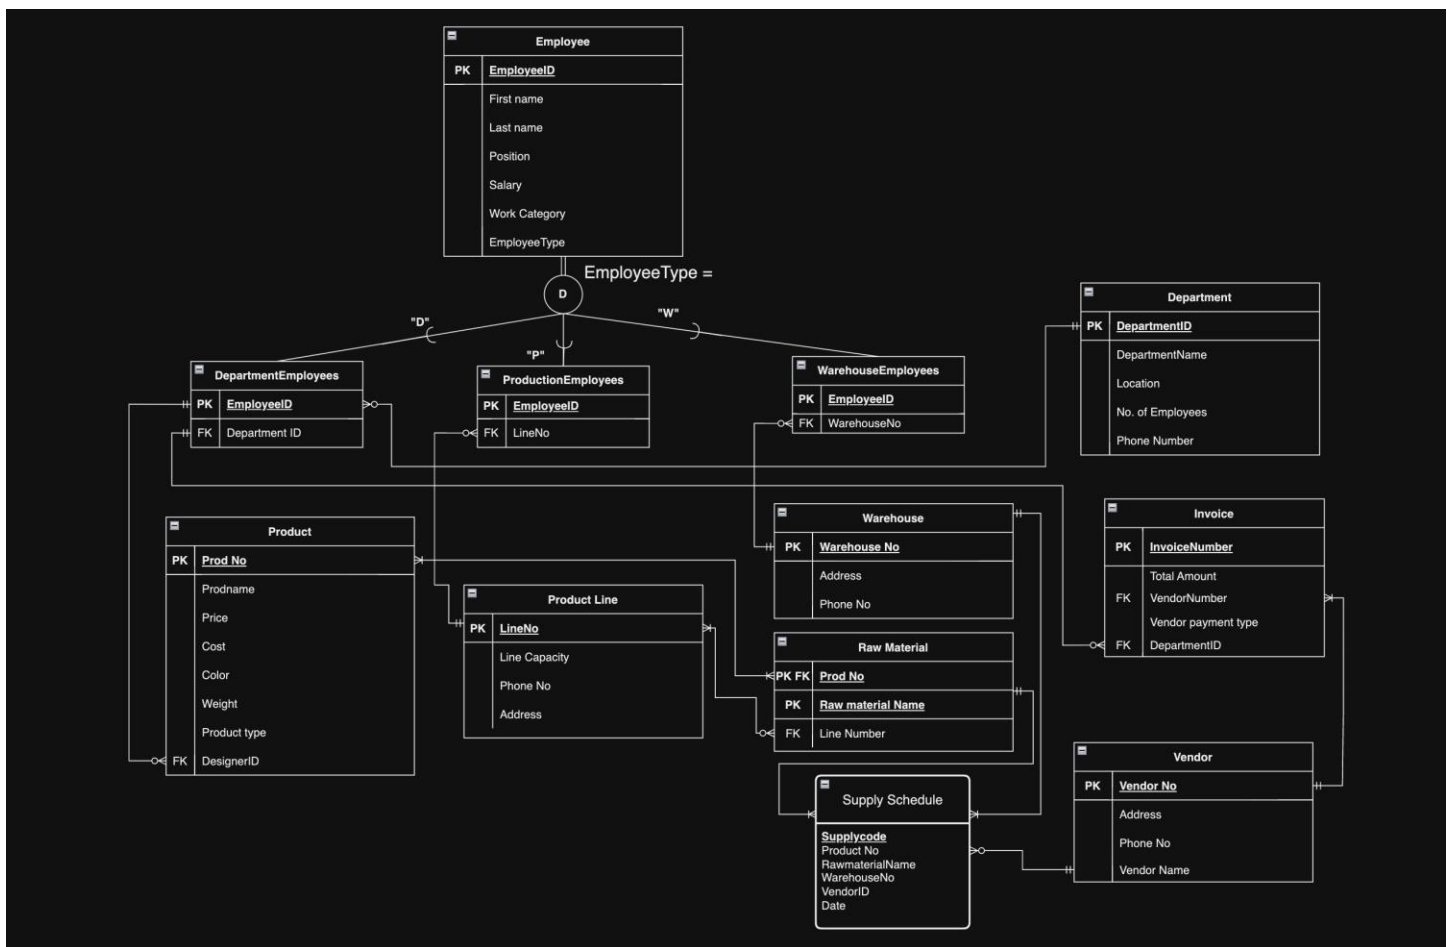 Employee
PK EmployeeID
First name
Last name
Position
Salary
Work Category
EmployeeType
EmployeeType =
D
"D"
"P"
"W"
DepartmentEmployees
PK EmployeeID
FK Department ID
ProductionEmployees
PK EmployeeID
FK LineNo
WarehouseEmployees
PK EmployeeID
FK WarehouseNo
Department
PK DepartmentID
DepartmentName
Location
No. of Employees
Phone Number
Product
PK Prod No
Prodname
Price
Cost
Color
Weight
Product type
FK DesignerID
Product Line
PK LineNo
Line Capacity
Phone No
Address
Warehouse
PK Warehouse No
Address
Phone No
Raw Material
PK FK Prod No
PK Raw material Name
FK Line Number
Invoice
PK InvoiceNumber
Total Amount
FK VendorNumber
Vendor payment type
FK DepartmentID
Supply Schedule
Supplycode
Product No
RawmaterialName
WarehouseNo
VendorID
Date
Vendor
PK Vendor No
Address
Phone No
Vendor Name